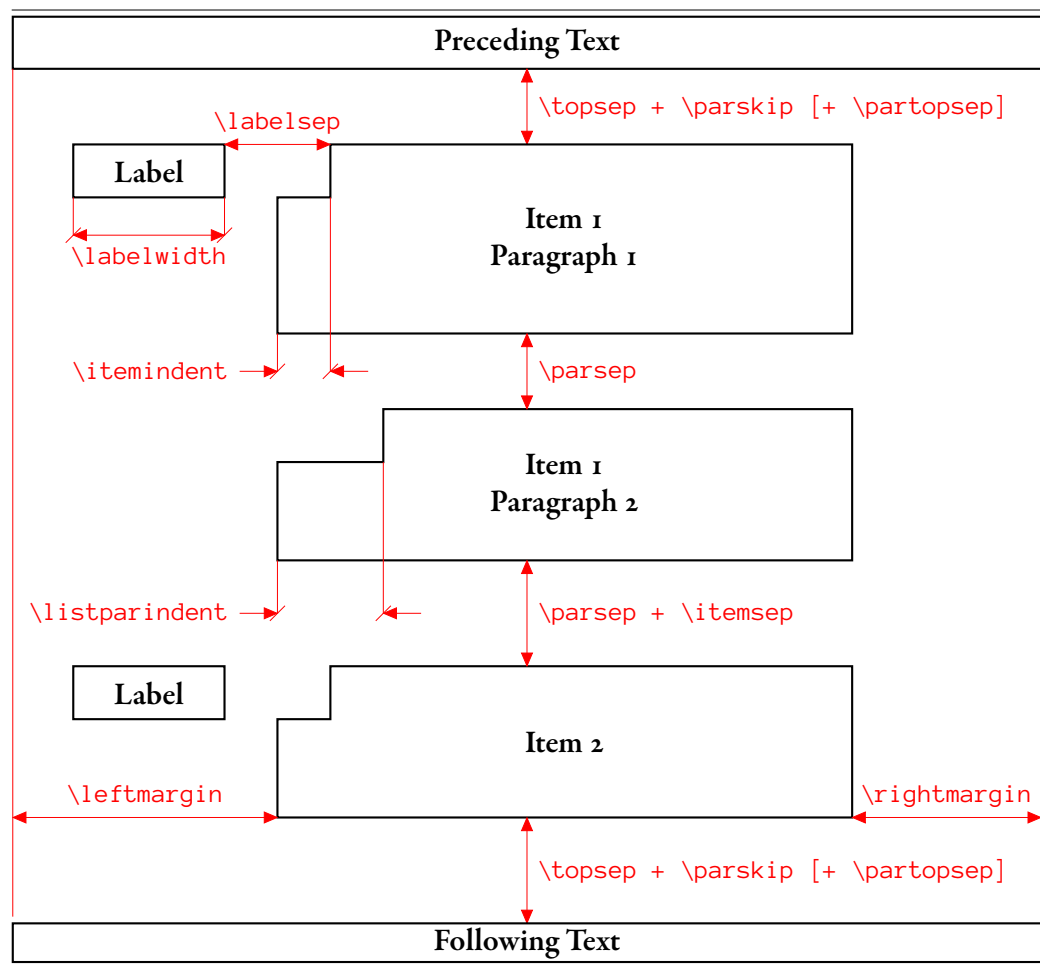 Preceding Text
\topsep + \parskip [+ \partopsep]
\labelsep
Label
Item 1
Paragraph 1
\labelwidth
\itemindent
\parsep
Item 1
Paragraph 2
\listparindent
\parsep + \itemsep
Label
Item 2
\leftmargin
\rightmargin
\topsep + \parskip [+ \partopsep]
Following Text